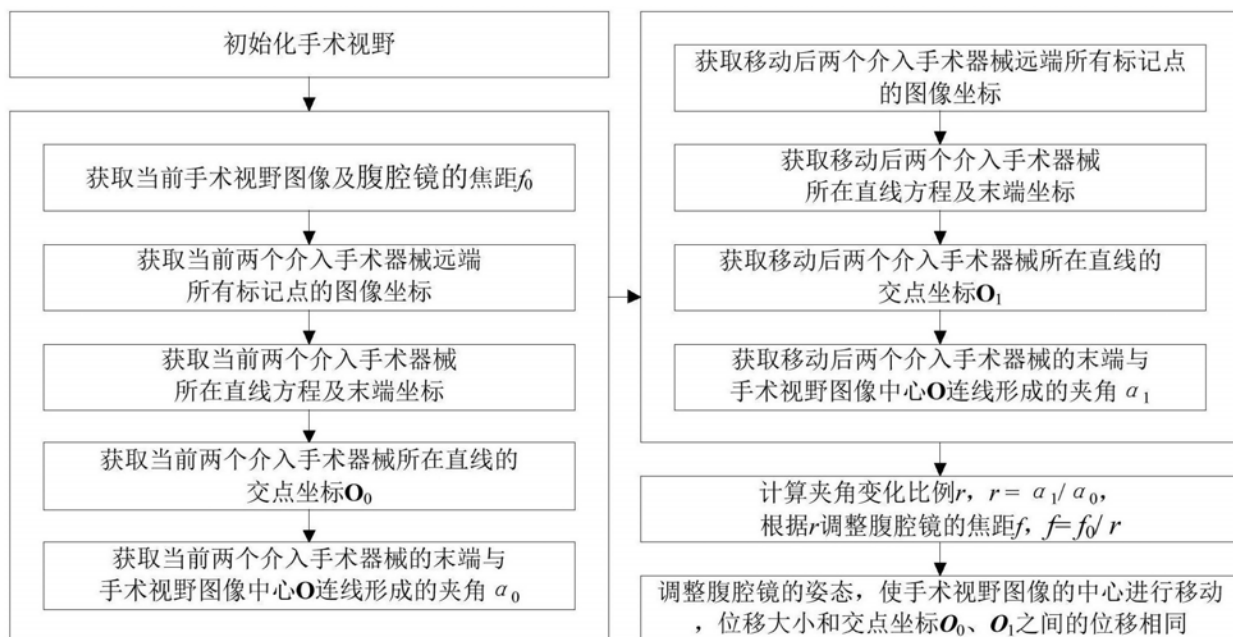 初始化手术视野
获取当前手术视野图像及腹腔镜的焦距f₀
获取当前两个介入手术器械远端
所有标记点的图像坐标
获取当前两个介入手术器械
所在直线方程及末端坐标
获取当前两个介入手术器械所在直线的
交点坐标O₀
获取当前两个介入手术器械的末端与
手术视野图像中心O连线形成的夹角α₀
获取移动后两个介入手术器械远端所有标记点
的图像坐标
获取移动后两个介入手术器械
所在直线方程及末端坐标
获取移动后两个介入手术器械所在直线的
交点坐标O₁
获取移动后两个介入手术器械的末端与
手术视野图像中心O连线形成的夹角α₁
计算夹角变化比例r，r = α₁/α₀，
根据r调整腹腔镜的焦距f，f=f₀/r
调整腹腔镜的姿态，使手术视野图像的中心进行移动
，位移大小和交点坐标O₀、O₁之间的位移相同